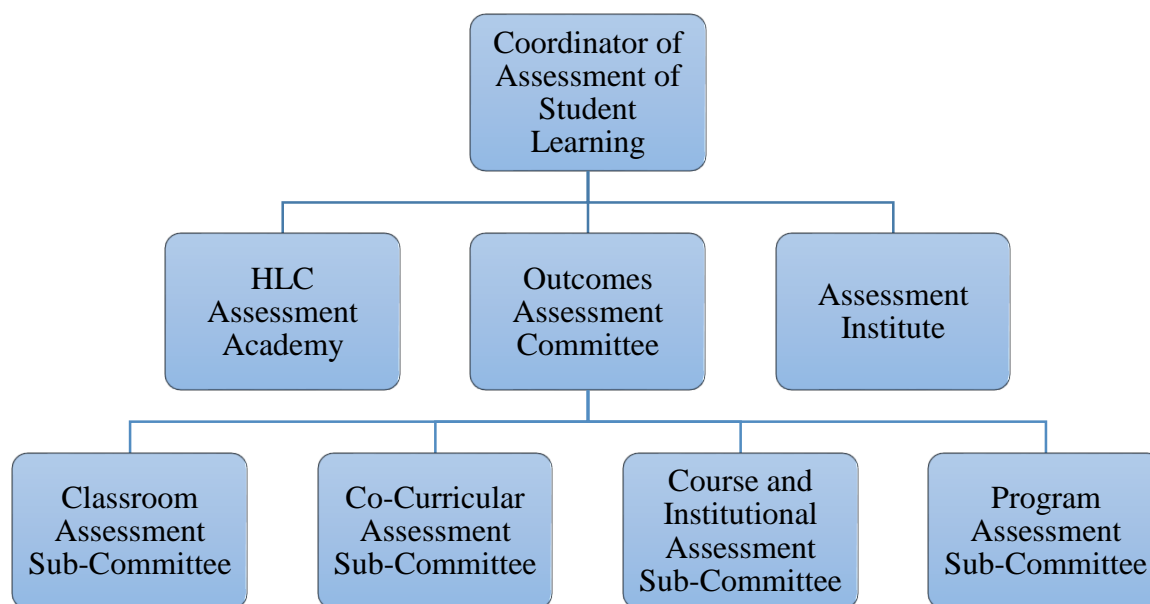 Coordinator of
Assessment of
Student
Learning
HLC
Assessment
Academy
Outcomes
Assessment
Committee
Assessment
Institute
Classroom
Assessment
Sub-Committee
Co-Curricular
Assessment
Sub-Committee
Course and
Institutional
Assessment
Sub-Committee
Program
Assessment
Sub-Committee